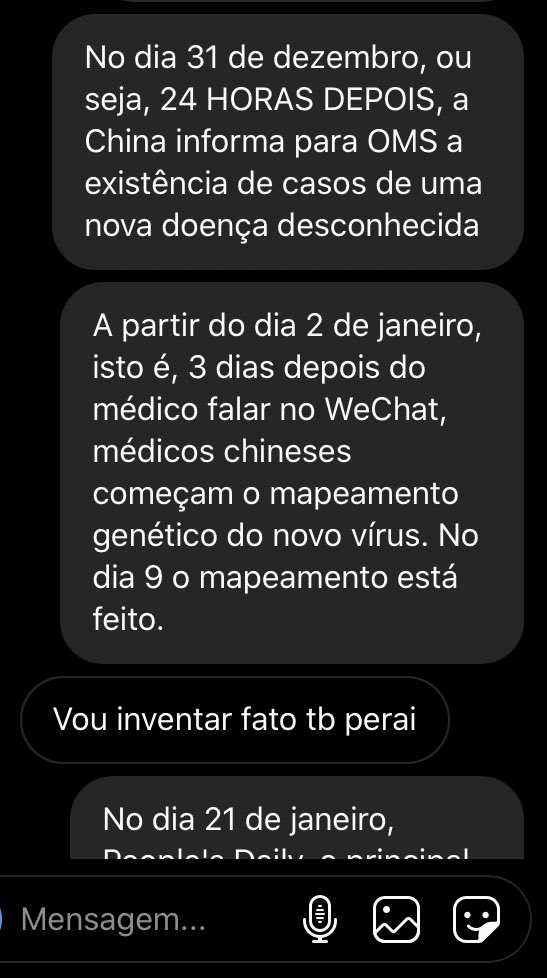 No dia 31 de dezembro, ou
seja, 24 HORAS DEPOIS, a
China informa para OMS a
existência de casos de uma
nova doença desconhecida
A partir do dia 2 de janeiro,
isto é, 3 dias depois do
médico falar no WeChat,
médicos chineses
começam o mapeamento
genético do novo vírus. No
dia 9 o mapeamento está
feito.
Vou inventar fato tb perai
No dia 21 de janeiro,
People's Daily, o principal
Mensagem...